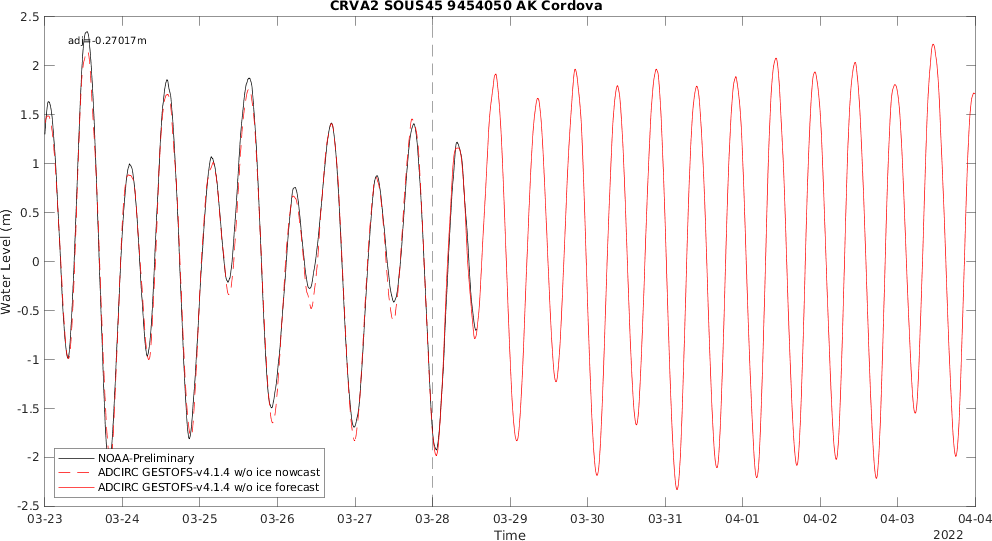 CRVA2 SOUS45 9454050 AK Cordova
adj=-0.27017m
2.5
2
1.5
1
0.5
0
-0.5
-1
-1.5
-2
-2.5
Water Level (m)
NOAA-Preliminary
ADCIRC GESTOFS-v4.1.4 w/o ice nowcast
ADCIRC GESTOFS-v4.1.4 w/o ice forecast
03-23 03-24 03-25 03-26 03-27 03-28 03-29 03-30 03-31 04-01 04-02 04-03 04-04
Time
2022